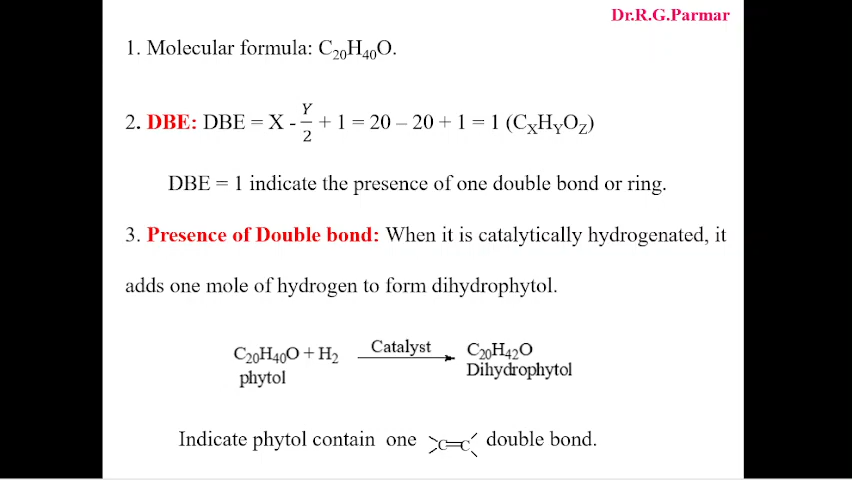 Dr.R.G.Parmar
1. Molecular formula: C₂₀H₄₀O.
2. DBE: DBE = X - Y/2 + 1 = 20 – 20 + 1 = 1 (CXHYOZ)
DBE = 1 indicate the presence of one double bond or ring.
3. Presence of Double bond: When it is catalytically hydrogenated, it
adds one mole of hydrogen to form dihydrophytol.
C₂₀H₄₀O + H₂ Catalyst C₂₀H₄₂O
phytol Dihydrophytol
Indicate phytol contain one C=C double bond.